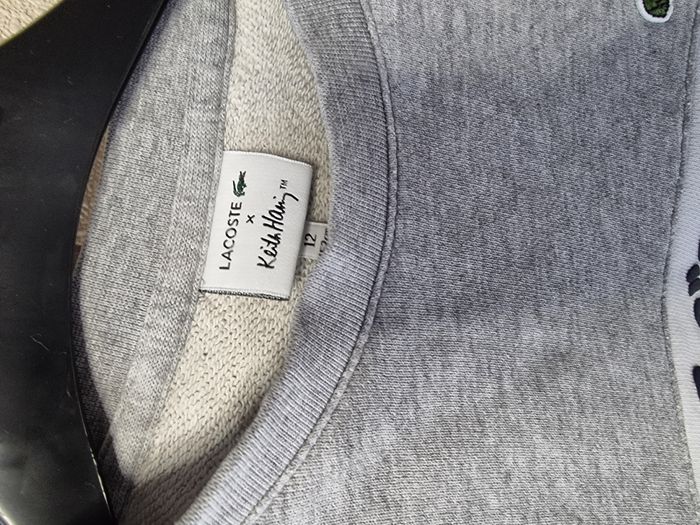 LACOSTE
x
Keith Haring™
12